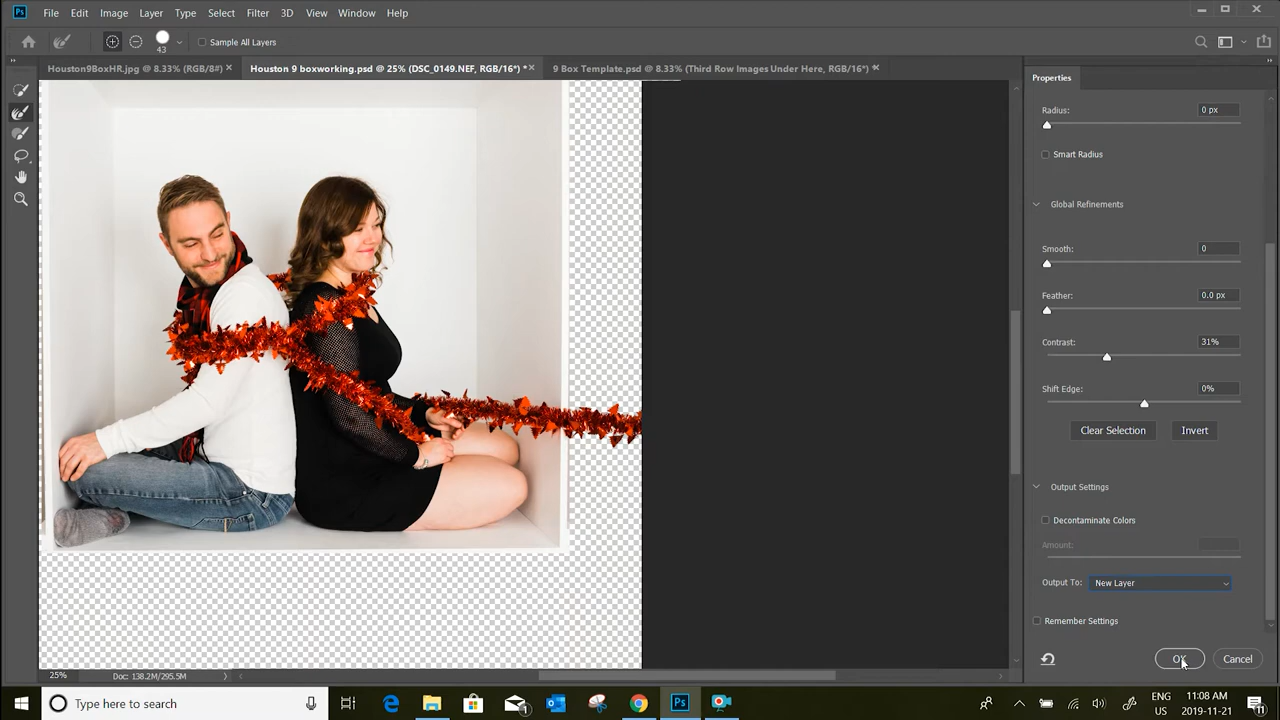 Ps File Edit Image Layer Type Select Filter 3D View Window Help
43 Sample All Layers
Houston9BoxHR.jpg @ 8.33% (RGB/8#) × Houston 9 boxworking.psd @ 25% (DSC_0149.NEF, RGB/16*) * × 9 Box Template.psd @ 8.33% (Third Row Images Under Here, RGB/16*) ×
Properties
Radius: 0 px
Smart Radius
Global Refinements
Smooth: 0
Feather: 0.0 px
Contrast: 31%
Shift Edge: 0%
Clear Selection Invert
Output Settings
Decontaminate Colors
Amount:
Output To: New Layer
Remember Settings
OK Cancel
25% Doc: 138.2M/295.5M
Type here to search
Ps
ENG 11:08 AM
US 2019-11-21
1
11